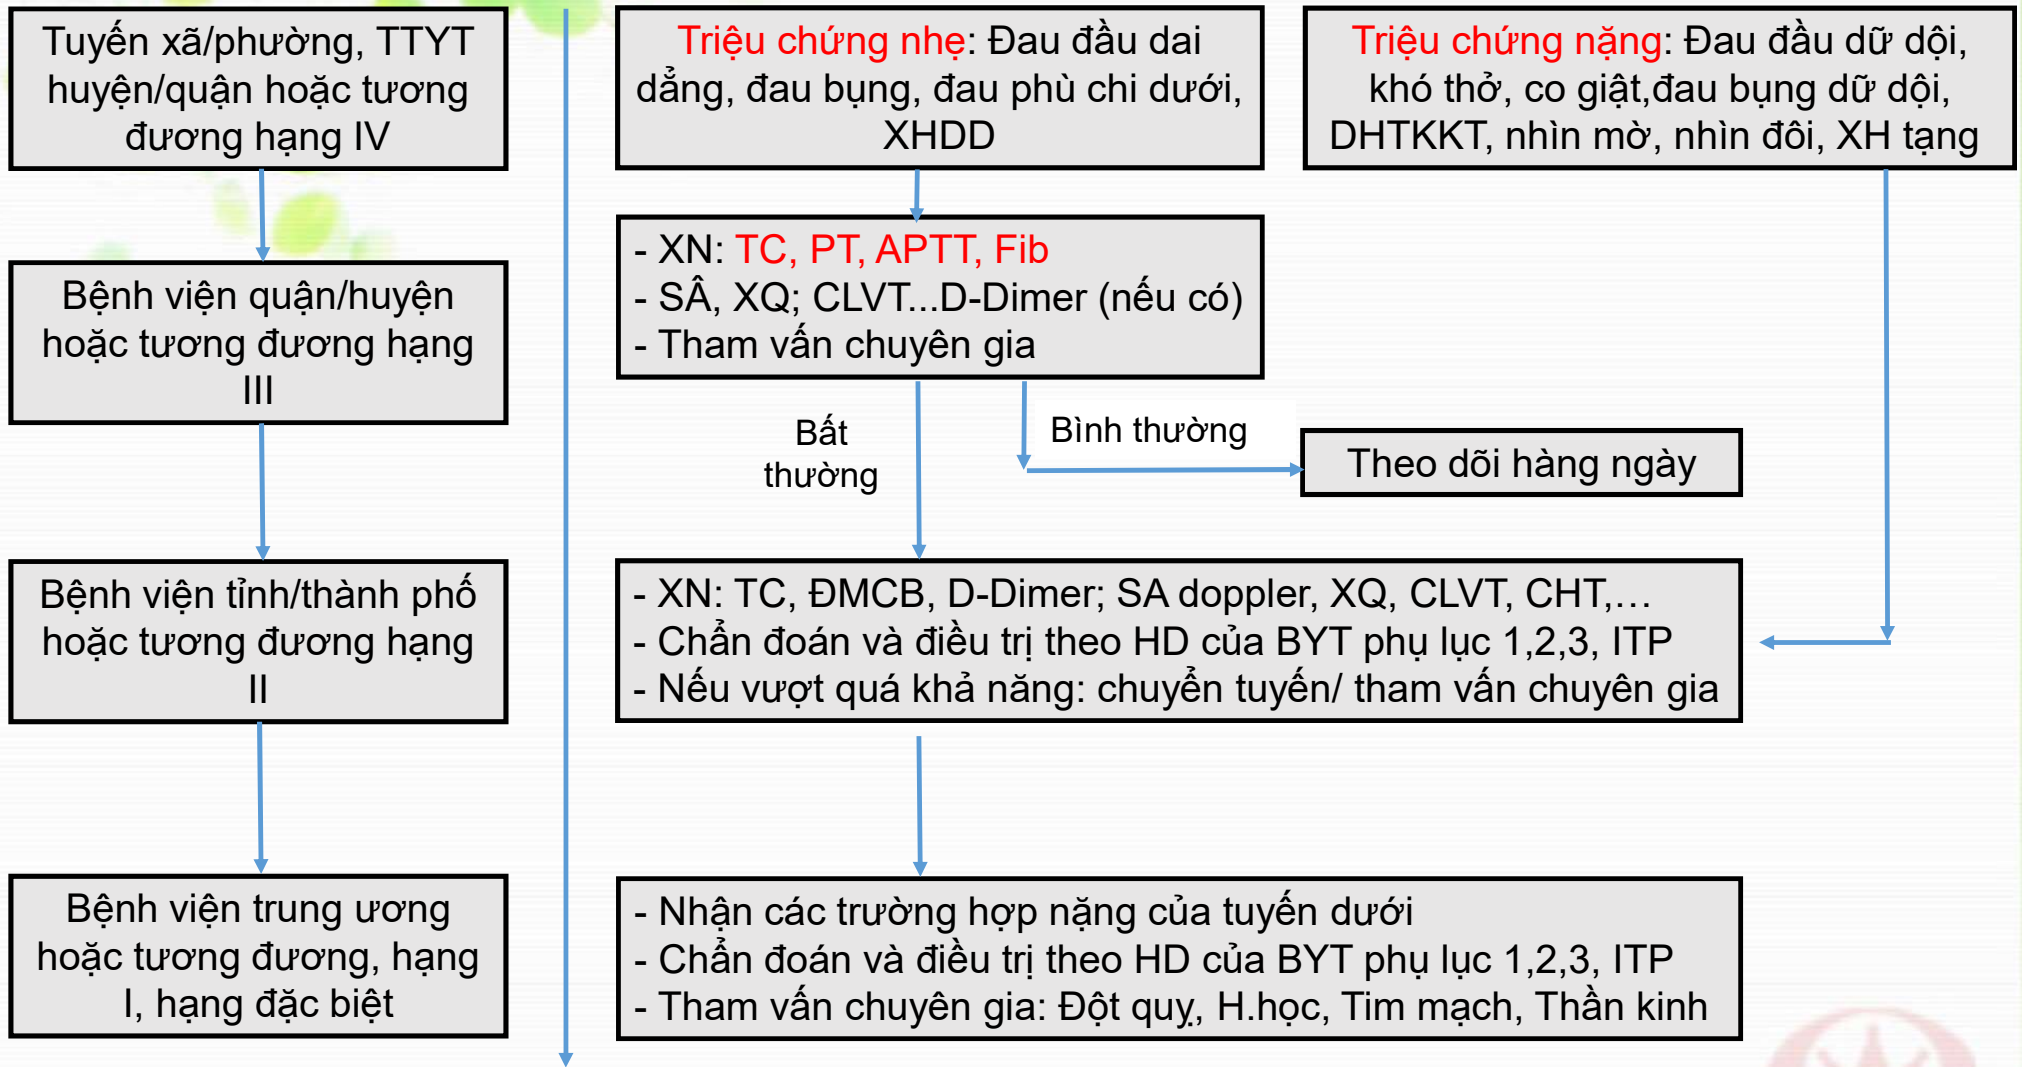 Tuyến xã/phường, TTYT
huyện/quận hoặc tương
đương hạng IV
Triệu chứng nhẹ: Đau đầu dai
dẳng, đau bụng, đau phù chi dưới,
XHDD
Triệu chứng nặng: Đau đầu dữ dội,
khó thở, co giật,đau bụng dữ dội,
DHTKKT, nhìn mờ, nhìn đôi, XH tạng
Bệnh viện quận/huyện
hoặc tương đương hạng
III
- XN: TC, PT, APTT, Fib
- SÂ, XQ; CLVT...D-Dimer (nếu có)
- Tham vấn chuyên gia
Bất
thường
Bình thường
Theo dõi hàng ngày
Bệnh viện tỉnh/thành phố
hoặc tương đương hạng
II
- XN: TC, ĐMCB, D-Dimer; SA doppler, XQ, CLVT, CHT,…
- Chẩn đoán và điều trị theo HD của BYT phụ lục 1,2,3, ITP
- Nếu vượt quá khả năng: chuyển tuyến/ tham vấn chuyên gia
Bệnh viện trung ương
hoặc tương đương, hạng
I, hạng đặc biệt
- Nhận các trường hợp nặng của tuyến dưới
- Chẩn đoán và điều trị theo HD của BYT phụ lục 1,2,3, ITP
- Tham vấn chuyên gia: Đột quỵ, H.học, Tim mạch, Thần kinh